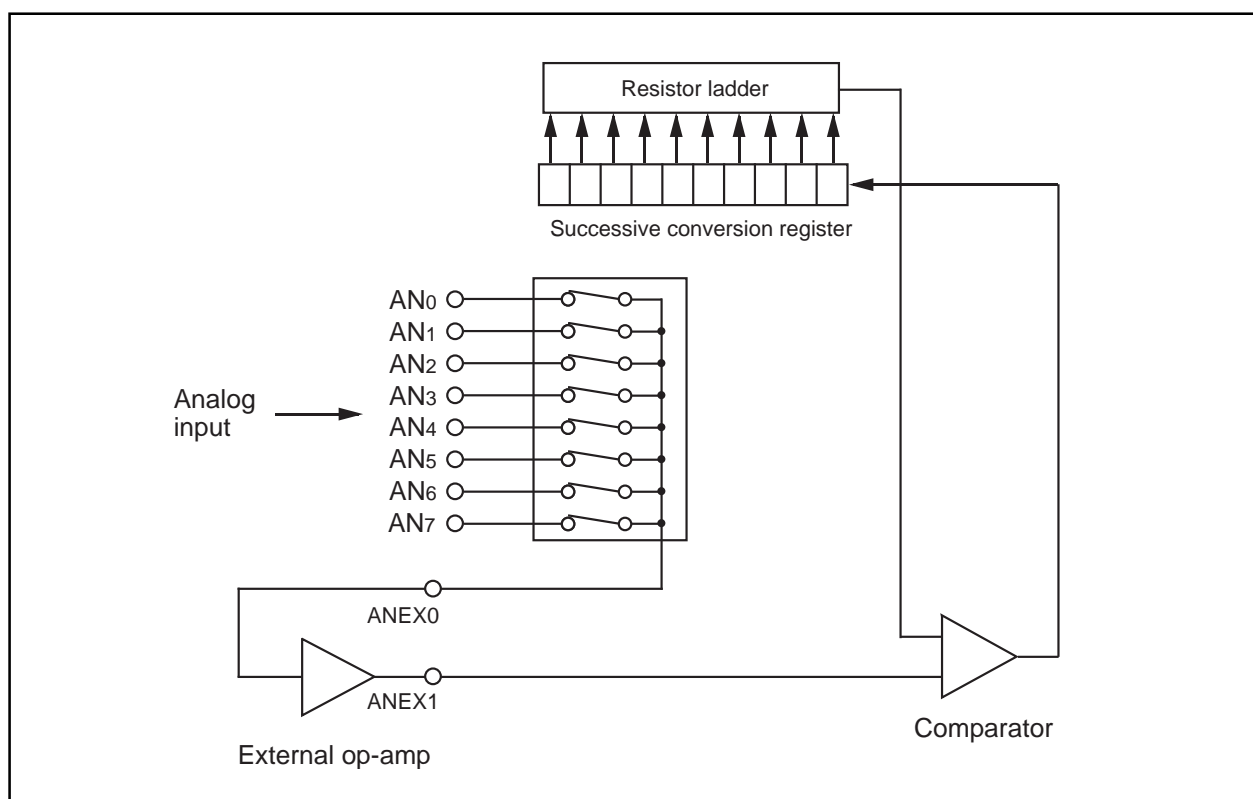 Resistor ladder
Successive conversion register
AN0
AN1
AN2
AN3
AN4
AN5
AN6
AN7
Analog
input
ANEX0
ANEX1
External op-amp
Comparator